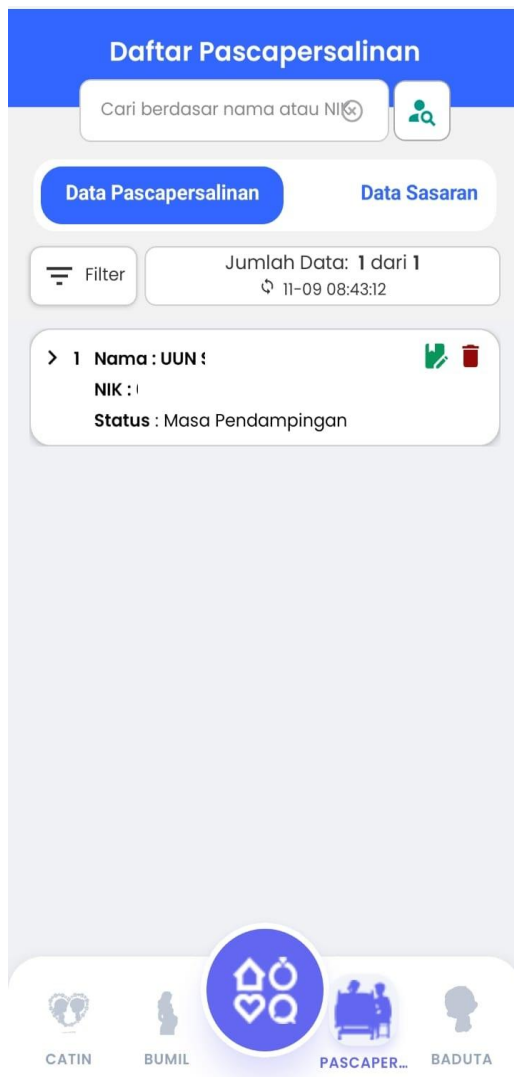 Daftar Pascapersalinan
Cari berdasar nama atau NIK
Data Pascapersalinan
Data Sasaran
Filter
Jumlah Data: 1 dari 1
11-09 08:43:12
1 Nama : UUN
NIK :
Status : Masa Pendampingan
CATIN
BUMIL
PASCAPER...
BADUTA